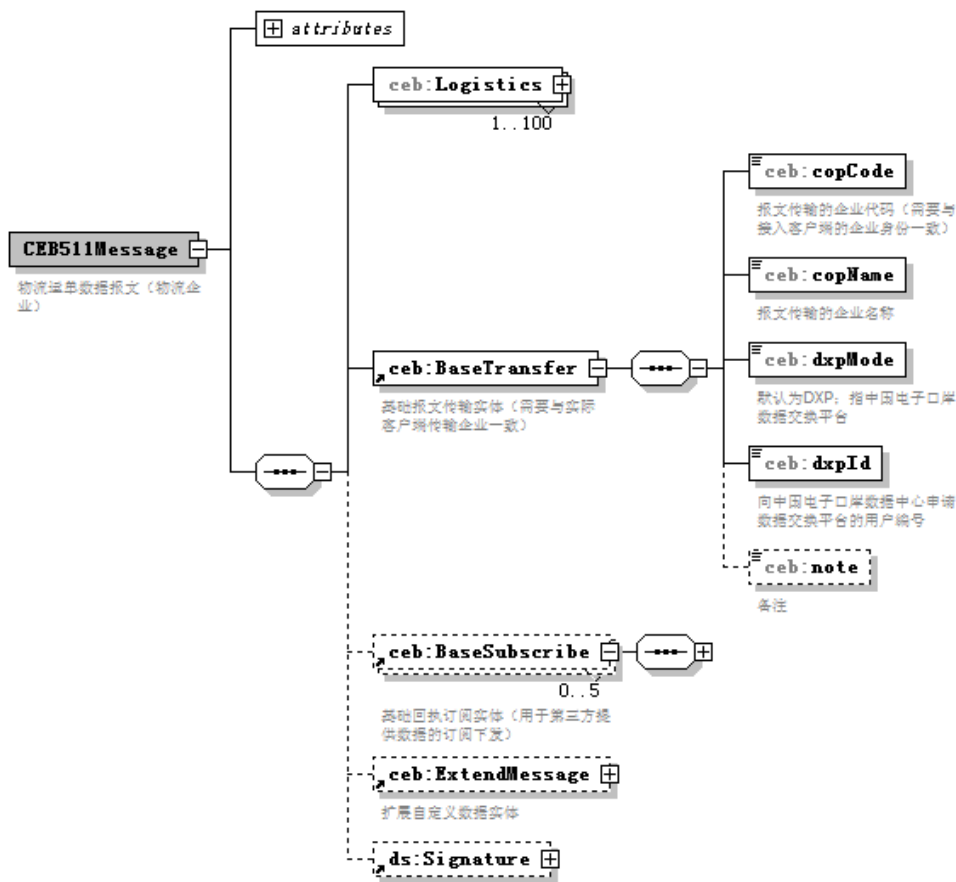 attributes
ceb:Logistics
1..100
ceb:copCode
报文传输的企业代码（需要与
接入客户端的企业身份一致）
CEB511Message
物流运单数据报文（物流企
业）
ceb:copName
报文传输的企业名称
ceb:BaseTransfer
基础报文传输实体（需要与实际
客户端传输企业一致）
ceb:dxpMode
默认为DXP；指中国电子口岸
数据交换平台
ceb:dxpId
向中国电子口岸数据中心申请
数据交换平台的用户编号
ceb:note
备注
ceb:BaseSubscribe
0..5
基础回执订阅实体（用于第三方提
供数据的订阅下发）
ceb:ExtendMessage
扩展自定义数据实体
ds:Signature